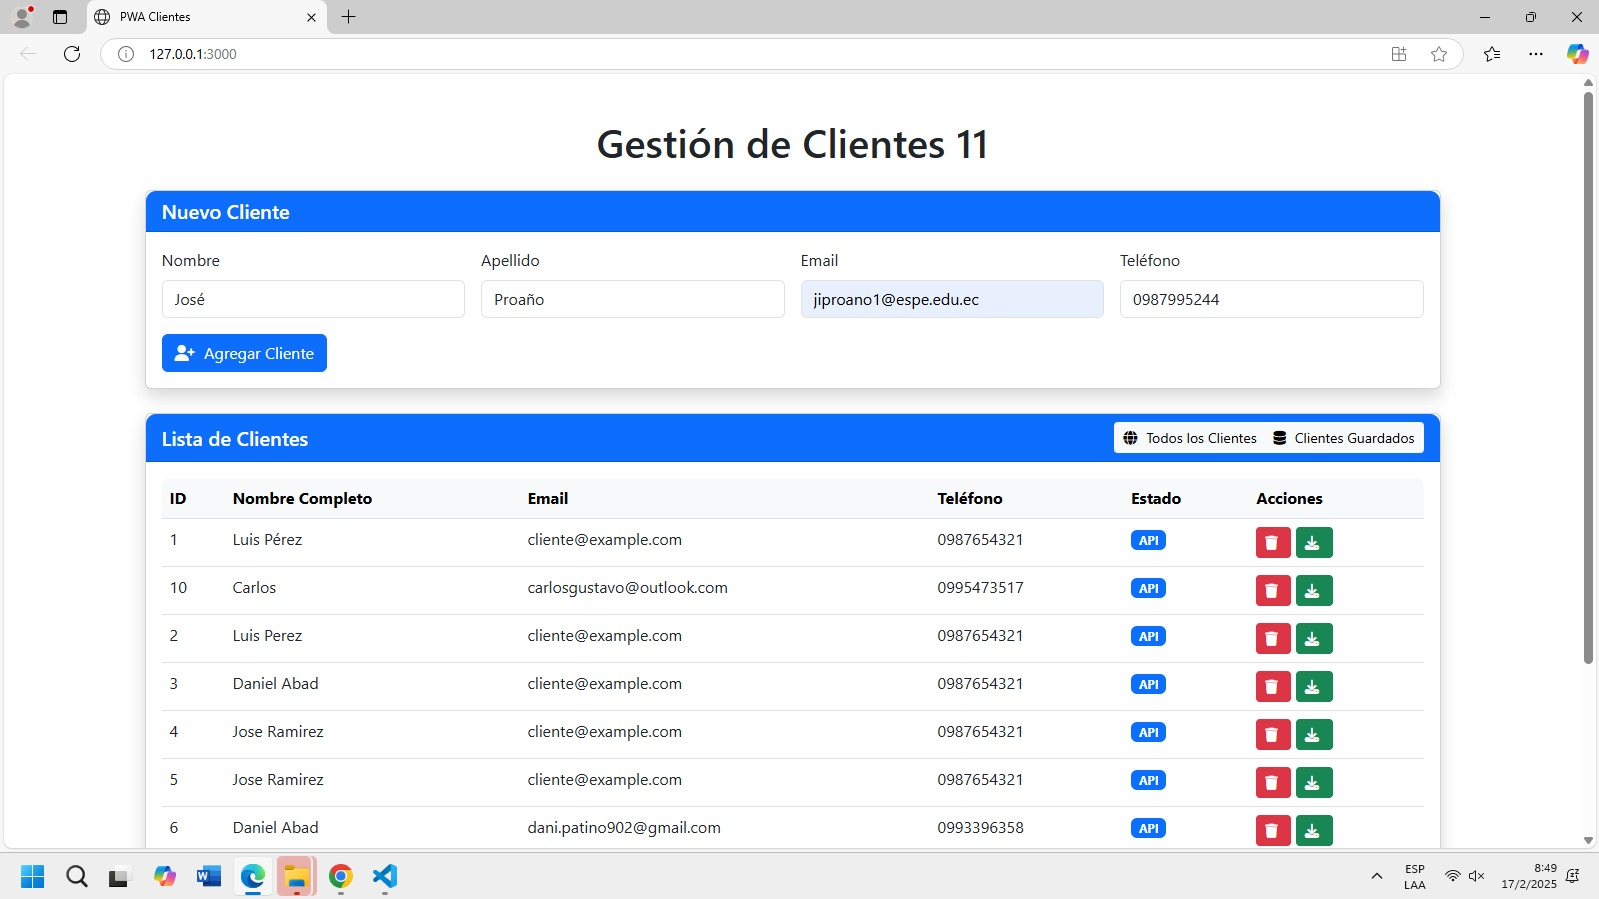 PWA Clientes
127.0.0.1:3000
Gestión de Clientes 11
Nuevo Cliente
Nombre Apellido Email Teléfono
José Proaño jiproano1@espe.edu.ec 0987995244
Agregar Cliente
Lista de Clientes Todos los Clientes Clientes Guardados
ID Nombre Completo Email Teléfono Estado Acciones
1 Luis Pérez cliente@example.com 0987654321 API
10 Carlos carlosgustavo@outlook.com 0995473517 API
2 Luis Perez cliente@example.com 0987654321 API
3 Daniel Abad cliente@example.com 0987654321 API
4 Jose Ramirez cliente@example.com 0987654321 API
5 Jose Ramirez cliente@example.com 0987654321 API
6 Daniel Abad dani.patino902@gmail.com 0993396358 API
ESP 8:49
LAA 17/2/2025